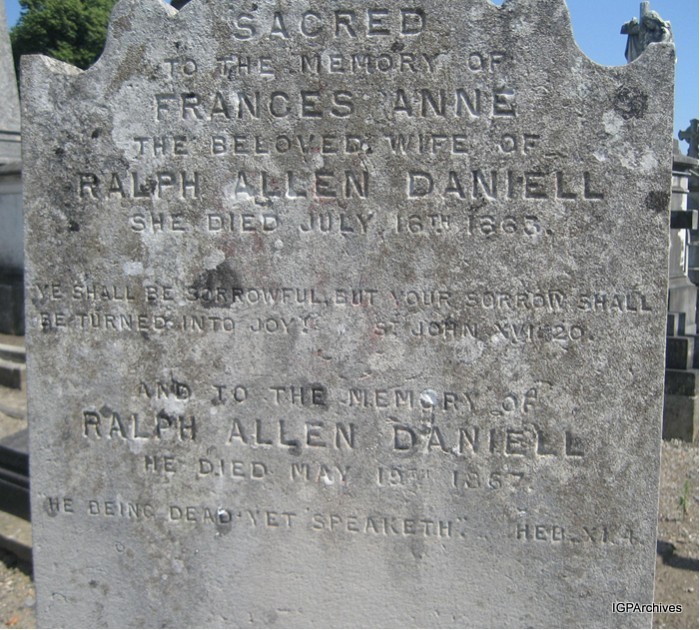 SACRED
TO THE MEMORY OF
FRANCES ANNE
THE BELOVED WIFE OF
RALPH ALLEN DANIELL
SHE DIED JULY 16TH 1865.
YE SHALL BE SORROWFUL, BUT YOUR SORROW SHALL
BE TURNED INTO JOY. ST JOHN XVI. 20.
AND TO THE MEMORY OF
RALPH ALLEN DANIELL
HE DIED MAY 19TH 1867.
HE BEING DEAD YET SPEAKETH. HEB. XI. 4.
IGPArchives